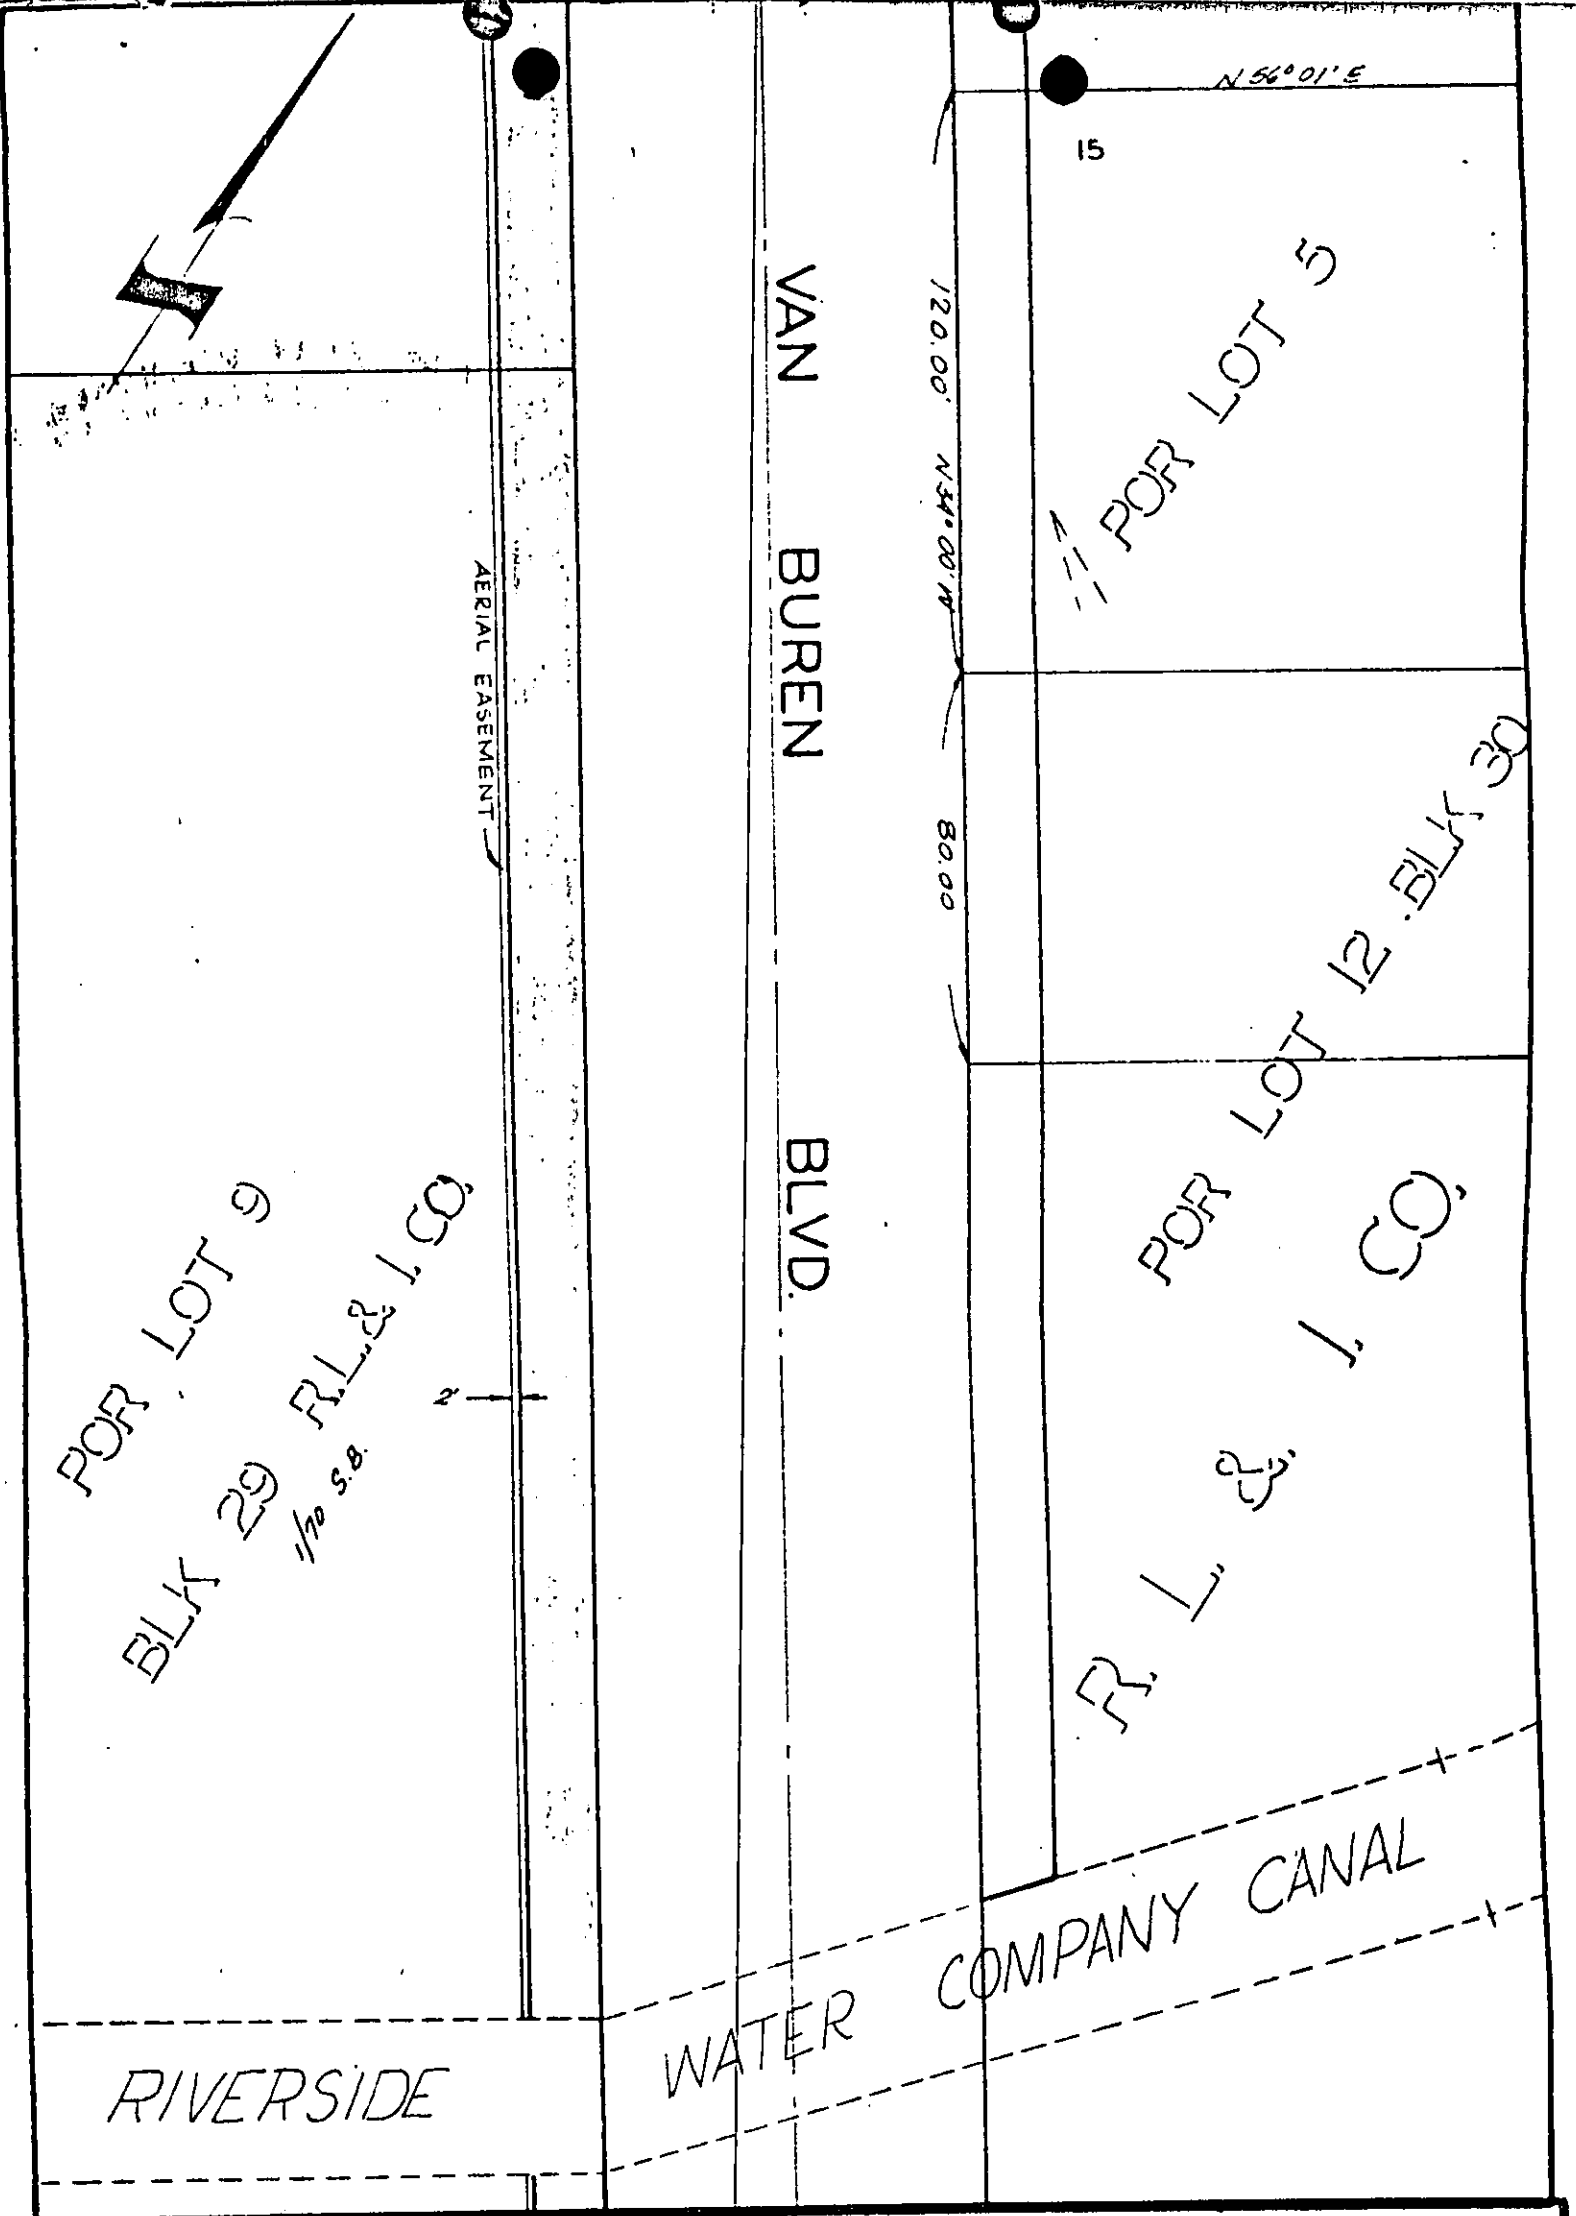 N 56° 01' E
15
POR LOT 5
120.00' N 34° 00' W
VAN BUREN BLVD.
AERIAL EASEMENT
80.00
POR LOT 12 BLK 30
R. L. & I. CO.
POR LOT 9
BLK 29 R.L. & I. CO.
1/70 S.B.
2'
RIVERSIDE WATER COMPANY CANAL